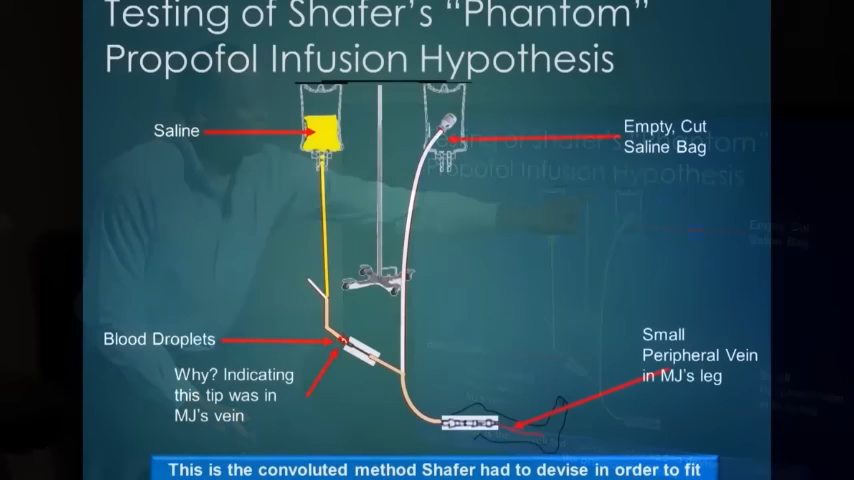 Testing of Shafer's “Phantom”
Propofol Infusion Hypothesis
Saline
Empty, Cut
Saline Bag
Blood Droplets
Why? Indicating
this tip was in
MJ's vein
Small
Peripheral Vein
in MJ's leg
This is the convoluted method Shafer had to devise in order to fit